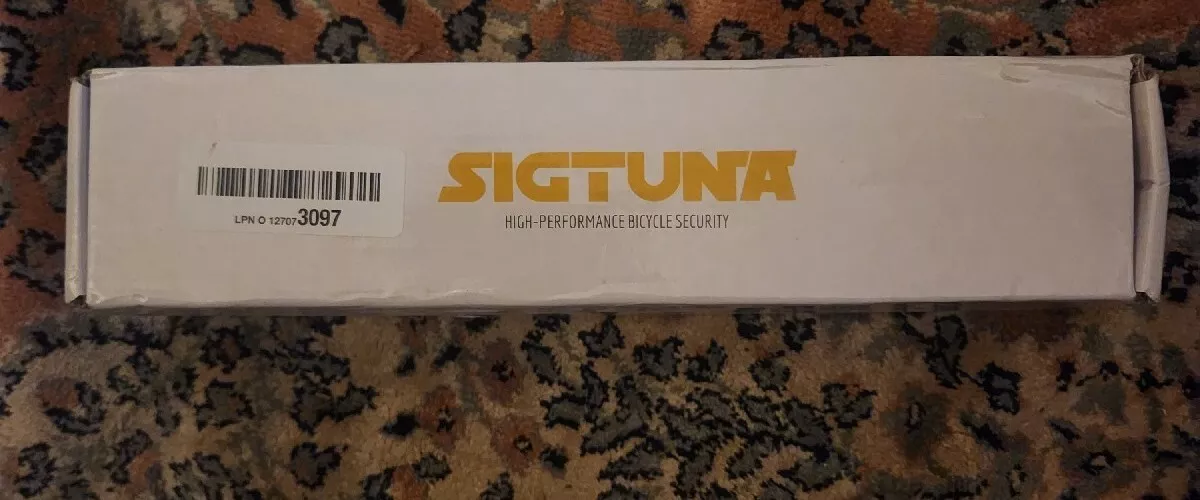 LPN O 127073097
SIGTUNA
HIGH-PERFORMANCE BICYCLE SECURITY